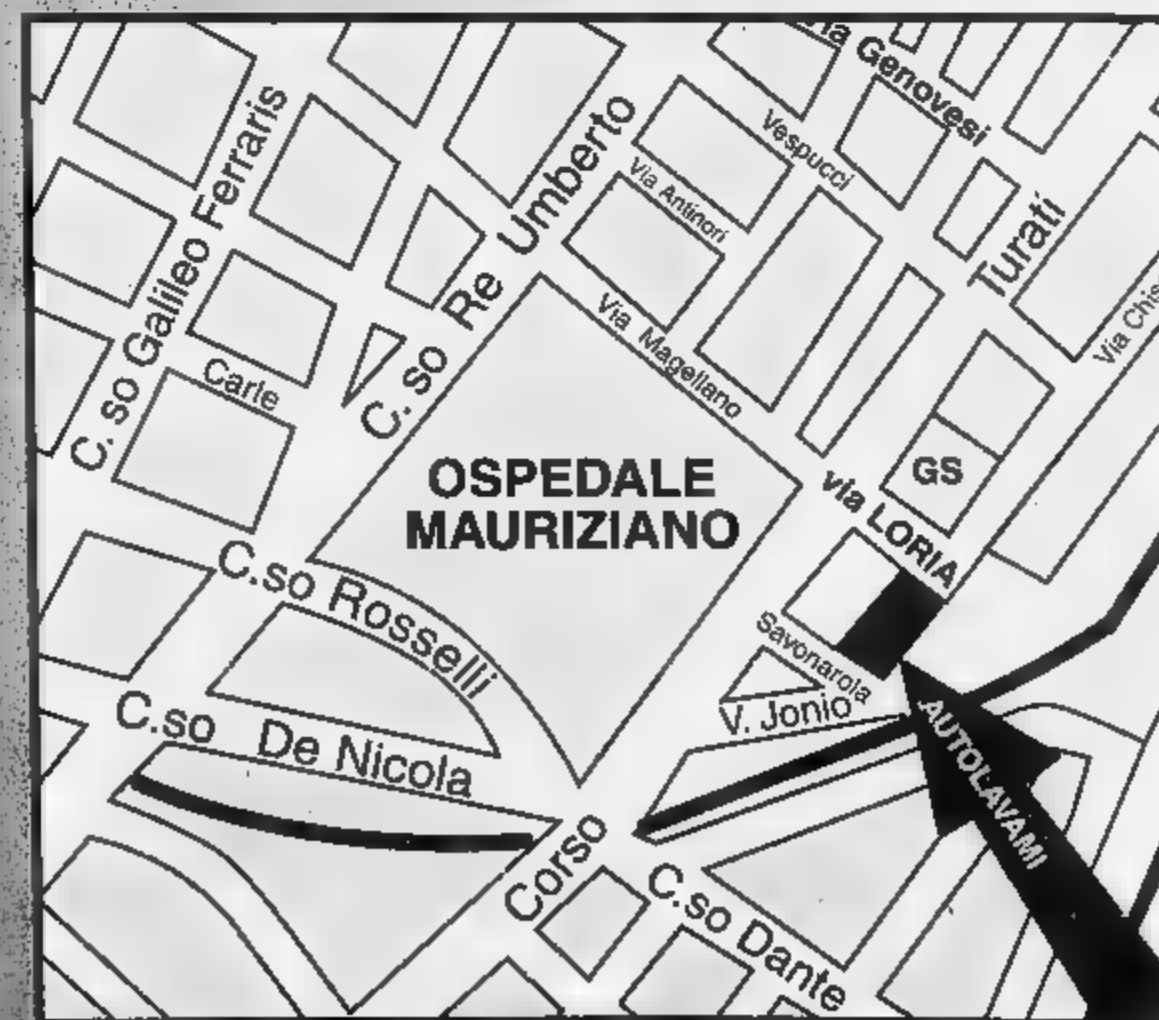 Genovesi
C. so Galileo Ferraris
C. so Re Umberto
Vespucci
Via Antinori
Turati
Via
Via Magellano
Carle
OSPEDALE
MAURIZIANO
GS
via LORIA
C.so Rosselli
Savonarola
V. Jonio
C.so De Nicola
AUTOLAVAMI
Corso
C.so Dante